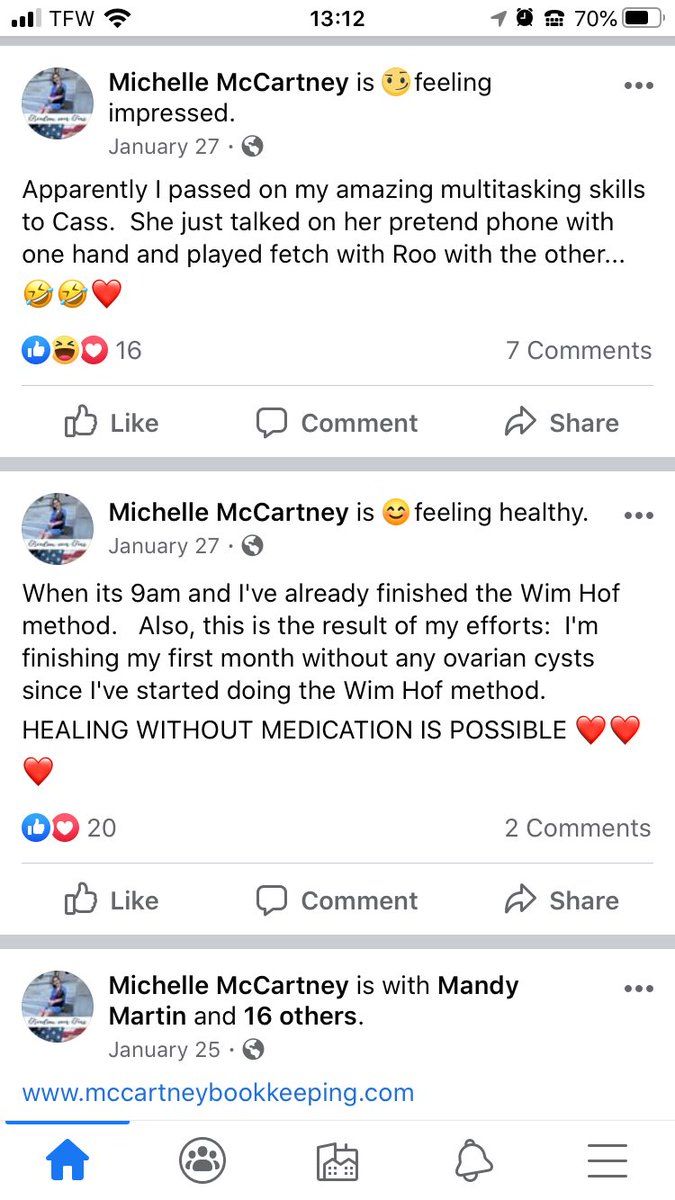 TFW 13:12 70%
Michelle McCartney is 🤨feeling
impressed.
January 27 ·
Apparently I passed on my amazing multitasking skills
to Cass.  She just talked on her pretend phone with
one hand and played fetch with Roo with the other...
🤣🤣❤️
16 7 Comments
Like Comment Share
Michelle McCartney is 😊feeling healthy.
January 27 ·
When its 9am and I've already finished the Wim Hof
method.   Also, this is the result of my efforts:  I'm
finishing my first month without any ovarian cysts
since I've started doing the Wim Hof method.
HEALING WITHOUT MEDICATION IS POSSIBLE ❤️❤️
❤️
20 2 Comments
Like Comment Share
Michelle McCartney is with Mandy
Martin and 16 others.
January 25 ·
www.mccartneybookkeeping.com